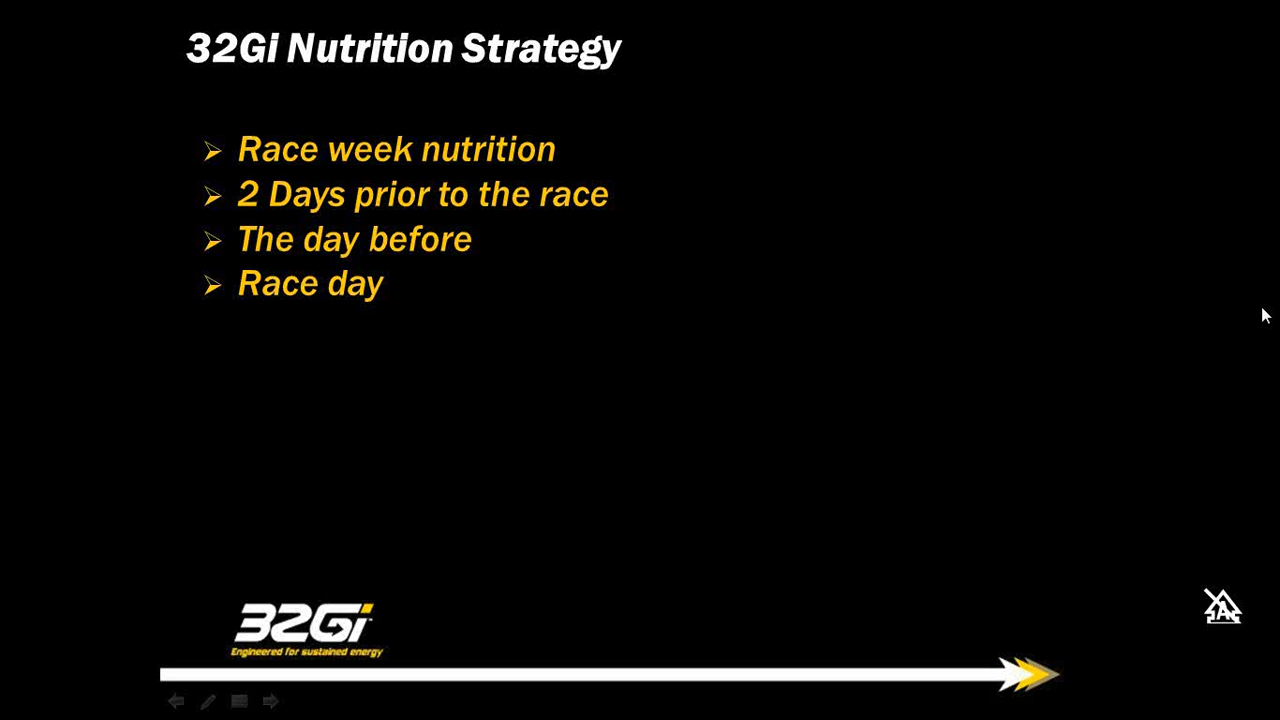 32Gi Nutrition Strategy
Race week nutrition
2 Days prior to the race
The day before
Race day
32Gi
Engineered for sustained energy
A